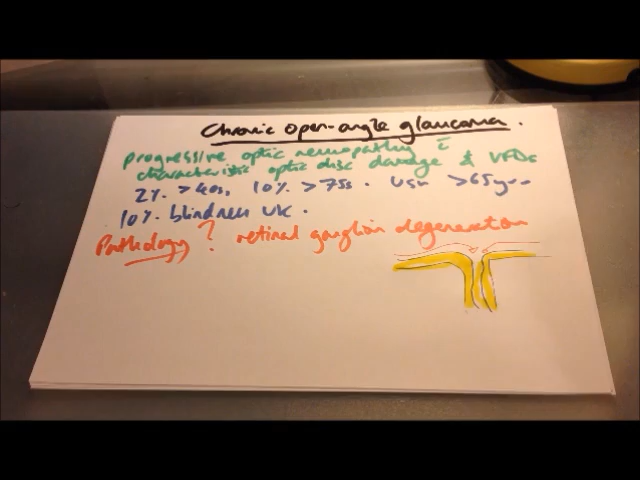 Chronic open-angle glaucoma.
progressive optic neuropathy c̄
characteristic optic disc damage & VFDs
2% >40s, 10% >75s. usu >65yrs
10% blindness UK.
Pathology ? retinal ganglion degeneration